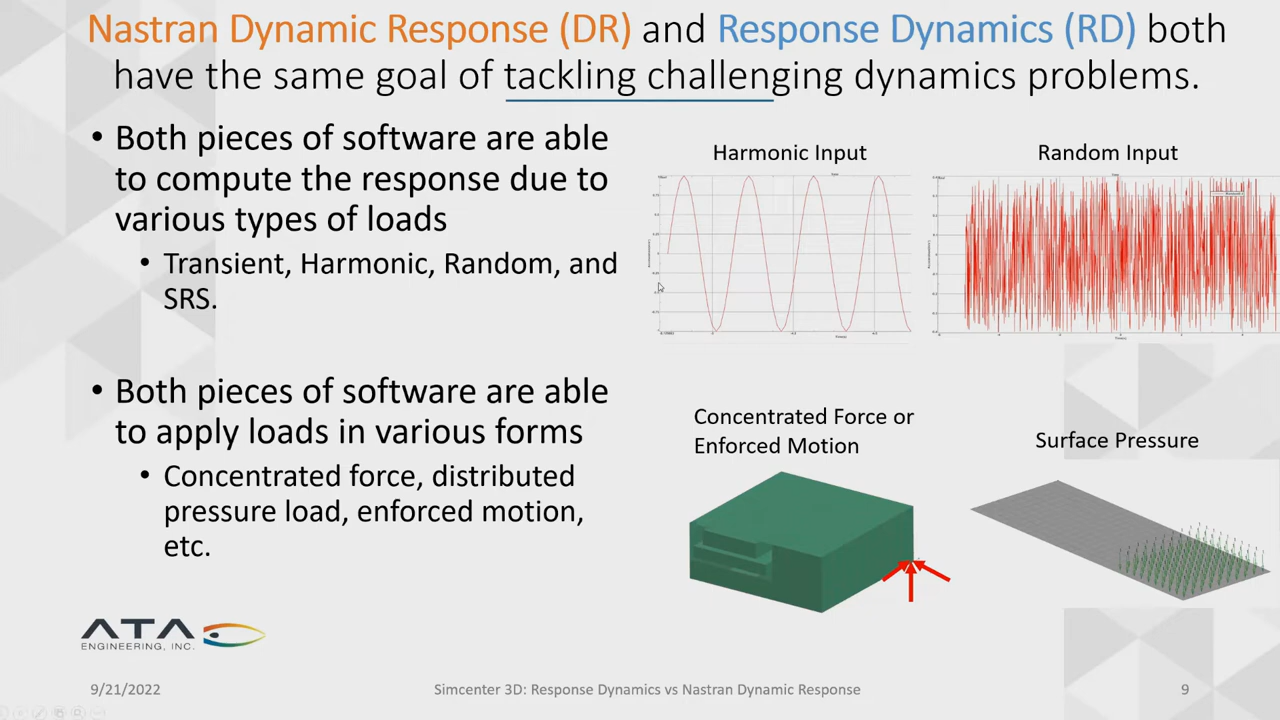 Nastran Dynamic Response (DR) and Response Dynamics (RD) both
have the same goal of tackling challenging dynamics problems.
• Both pieces of software are able
to compute the response due to
various types of loads
• Transient, Harmonic, Random, and
SRS.
• Both pieces of software are able
to apply loads in various forms
• Concentrated force, distributed
pressure load, enforced motion,
etc.
Harmonic Input
Random Input
Concentrated Force or
Enforced Motion
Surface Pressure
ATA
ENGINEERING, INC.
9/21/2022
Simcenter 3D: Response Dynamics vs Nastran Dynamic Response
9